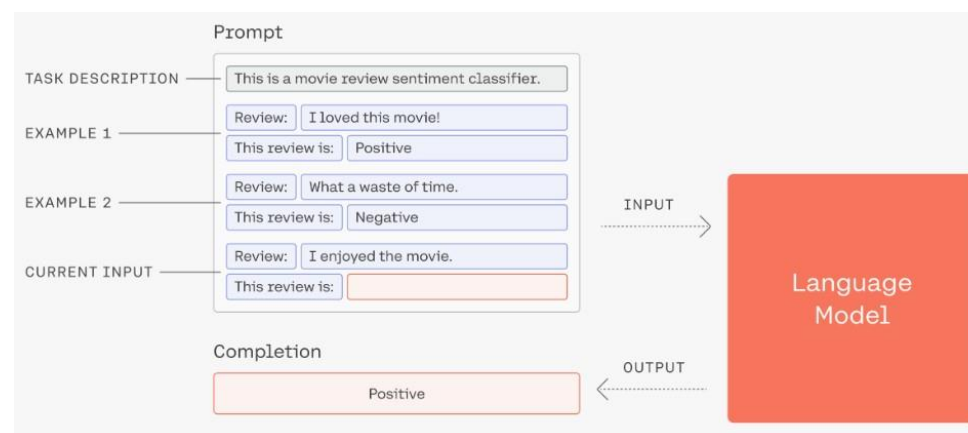 Prompt
TASK DESCRIPTION
This is a movie review sentiment classifier.
EXAMPLE 1
Review: I loved this movie!
This review is: Positive
EXAMPLE 2
Review: What a waste of time.
This review is: Negative
CURRENT INPUT
Review: I enjoyed the movie.
This review is:
INPUT
Language
Model
Completion
OUTPUT
Positive